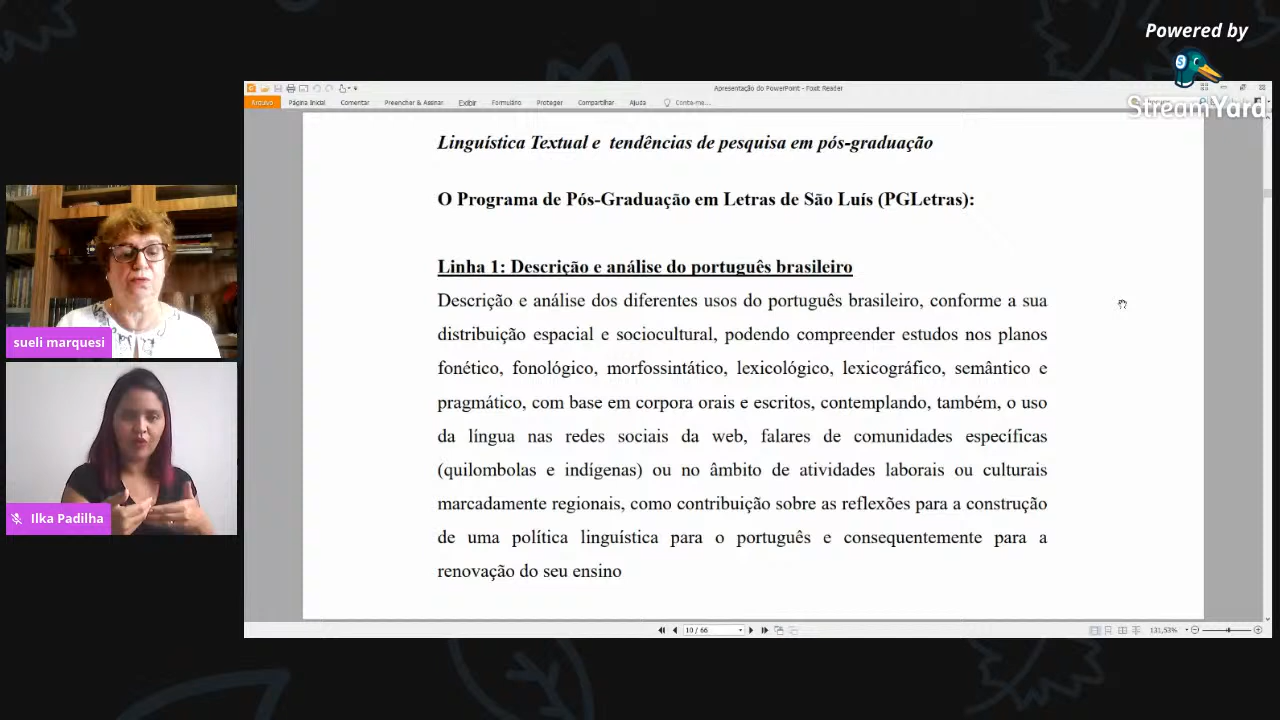 Powered by
StreamYard
Apresentação do PowerPoint - Foxit Reader
Arquivo Página Inicial Comentar Preencher & Assinar Exibir Formulário Proteger Compartilhar Ajuda Conte-me...
Linguística Textual e tendências de pesquisa em pós-graduação
O Programa de Pós-Graduação em Letras de São Luís (PGLetras):
Linha 1: Descrição e análise do português brasileiro
Descrição e análise dos diferentes usos do português brasileiro, conforme a sua
distribuição espacial e sociocultural, podendo compreender estudos nos planos
fonético, fonológico, morfossintático, lexicológico, lexicográfico, semântico e
pragmático, com base em corpora orais e escritos, contemplando, também, o uso
da língua nas redes sociais da web, falares de comunidades específicas
(quilombolas e indígenas) ou no âmbito de atividades laborais ou culturais
marcadamente regionais, como contribuição sobre as reflexões para a construção
de uma política linguística para o português e consequentemente para a
renovação do seu ensino
sueli marquesi
Ilka Padilha
10 / 66
131,53%